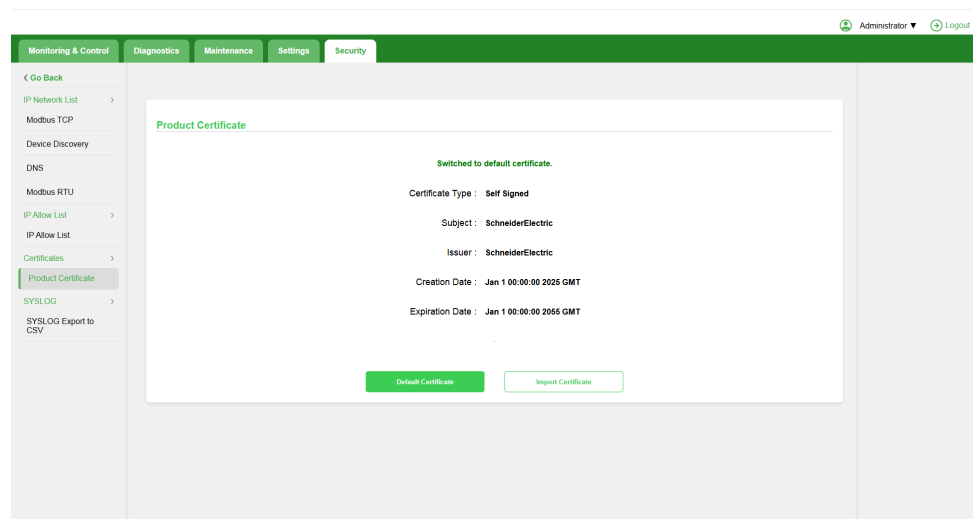 Administrator ▼ Logout
Monitoring & Control Diagnostics Maintenance Settings Security
Go Back
IP Network List
Modbus TCP
Device Discovery
DNS
Modbus RTU
IP Allow List
IP Allow List
Certificates
Product Certificate
SYSLOG
SYSLOG Export to
CSV
Product Certificate
Switched to default certificate.
Certificate Type : Self Signed
Subject : SchneiderElectric
Issuer : SchneiderElectric
Creation Date : Jan 1 00:00:00 2025 GMT
Expiration Date : Jan 1 00:00:00 2055 GMT
Default Certificate Import Certificate